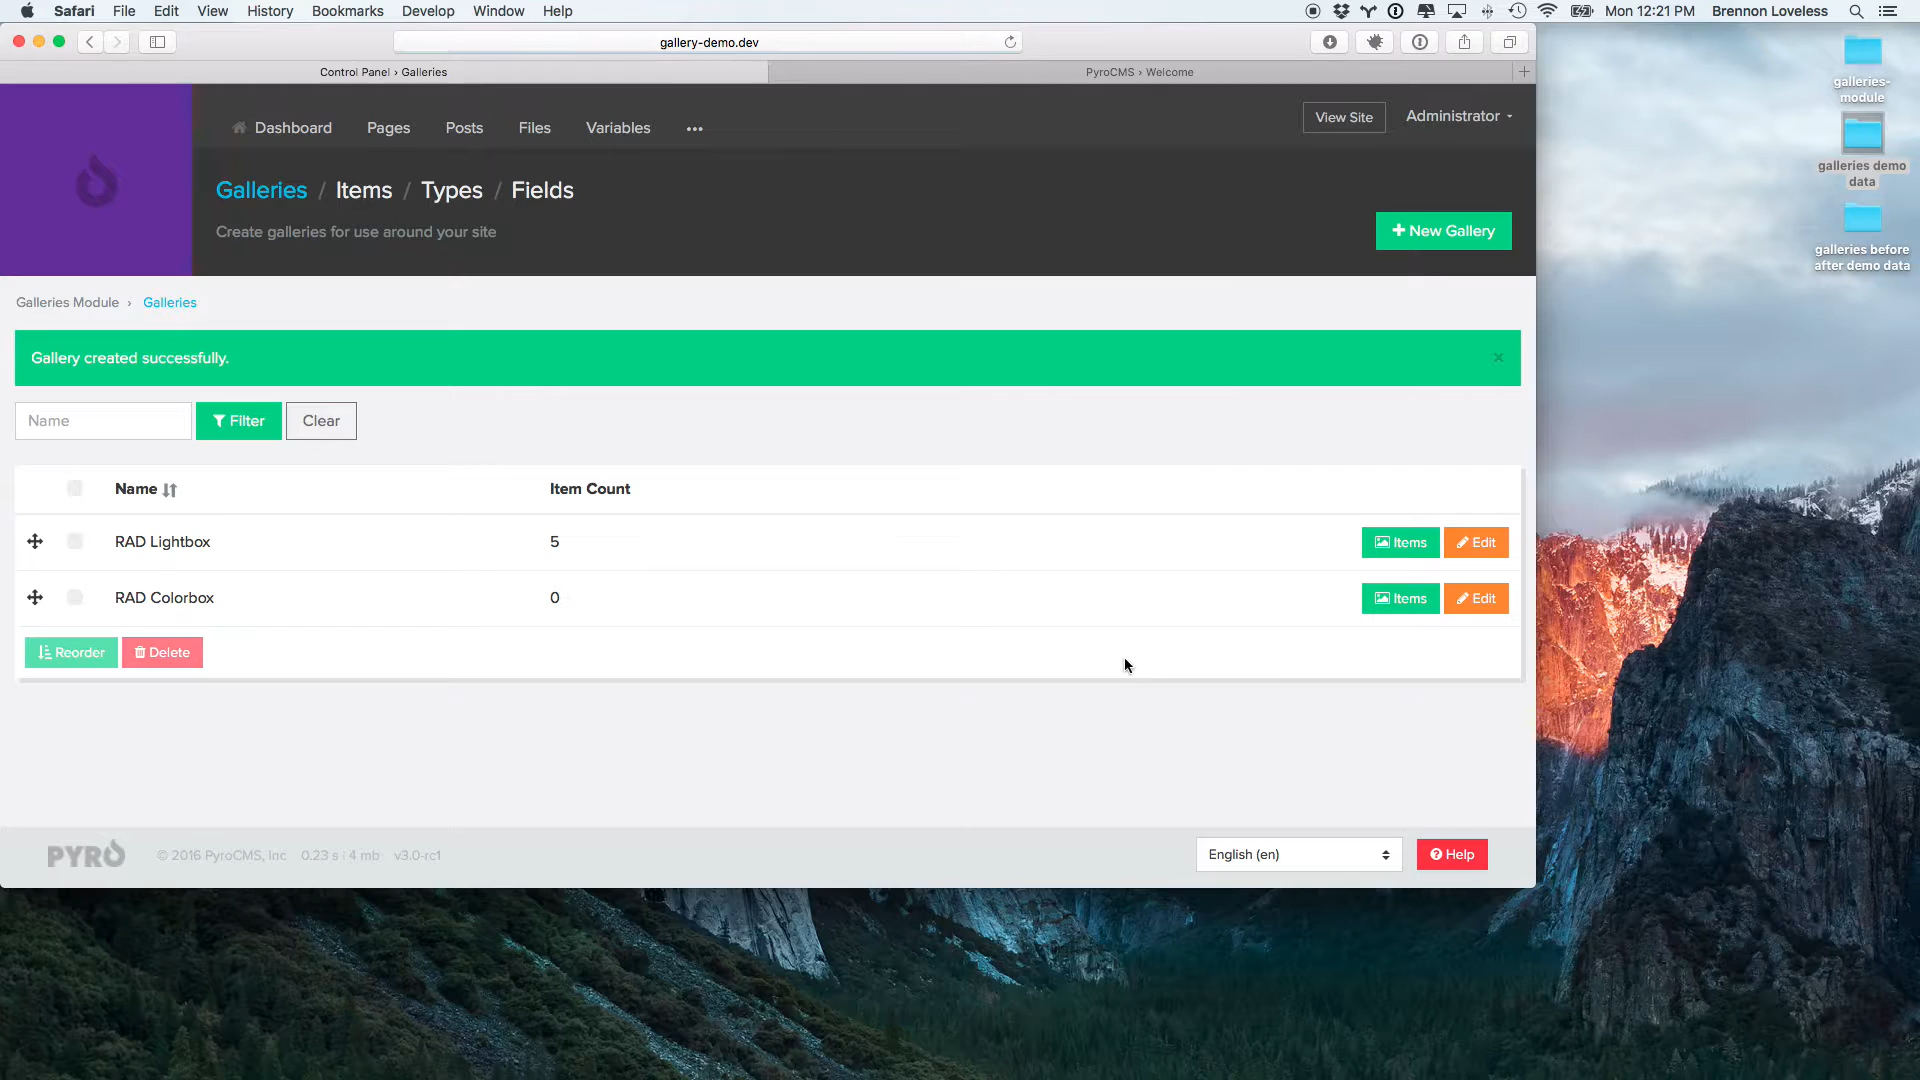 Safari File Edit View History Bookmarks Develop Window Help Mon 12:21 PM Brennon Loveless
gallery-demo.dev
Control Panel › Galleries PyroCMS › Welcome
Dashboard Pages Posts Files Variables ••• View Site Administrator
Galleries / Items / Types / Fields
Create galleries for use around your site
+ New Gallery
Galleries Module › Galleries
Gallery created successfully. ×
Name Filter Clear
Name Item Count
RAD Lightbox 5 Items Edit
RAD Colorbox 0 Items Edit
Reorder Delete
PYRO © 2016 PyroCMS, Inc 0.23 s | 4 mb v3.0-rc1 English (en) Help
galleries-
module
galleries demo
data
galleries before
after demo data